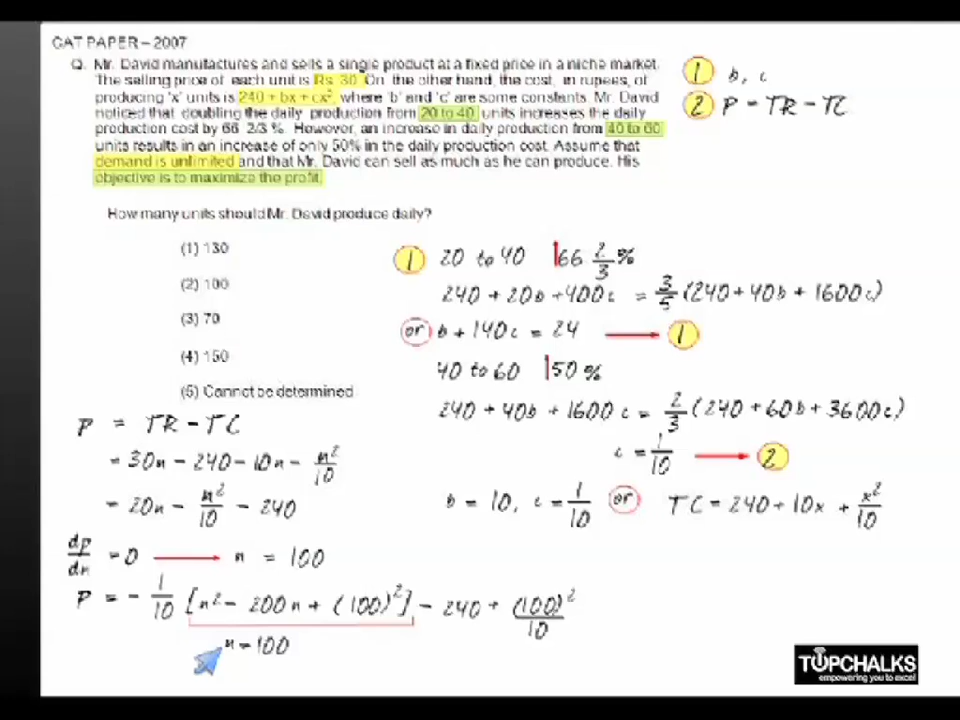 CAT PAPER – 2007
Q. Mr. David manufactures and sells a single product at a fixed price in a niche market.
The selling price of each unit is Rs. 30. On the other hand, the cost, in rupees, of
producing 'x' units is 240 + bx + cx², where 'b' and 'c' are some constants. Mr. David
noticed that doubling the daily production from 20 to 40 units increases the daily
production cost by 66 2/3 %. However, an increase in daily production from 40 to 60
units results in an increase of only 50% in the daily production cost. Assume that
demand is unlimited and that Mr. David can sell as much as he can produce. His
objective is to maximize the profit.
1 b, c
2 P = TR - TC
How many units should Mr. David produce daily?
(1) 130
(2) 100
(3) 70
(4) 150
(5) Cannot be determined
1 20 to 40 | 66 2/3 %
240 + 20b + 400c = 3/5 (240 + 40b + 1600c)
or b + 140c = 24 1
40 to 60 | 50 %
240 + 40b + 1600c = 2/3 (240 + 60b + 3600c)
c = 1/10 2
b = 10, c = 1/10 or TC = 240 + 10x + x²/10
P = TR - TC
= 30n - 240 - 10n - n²/10
= 20n - n²/10 - 240
dp/dn = 0 n = 100
P = - 1/10 [n² - 200n + (100)²] - 240 + (100)²/10
n = 100
TOPCHALKS
empowering you to excel